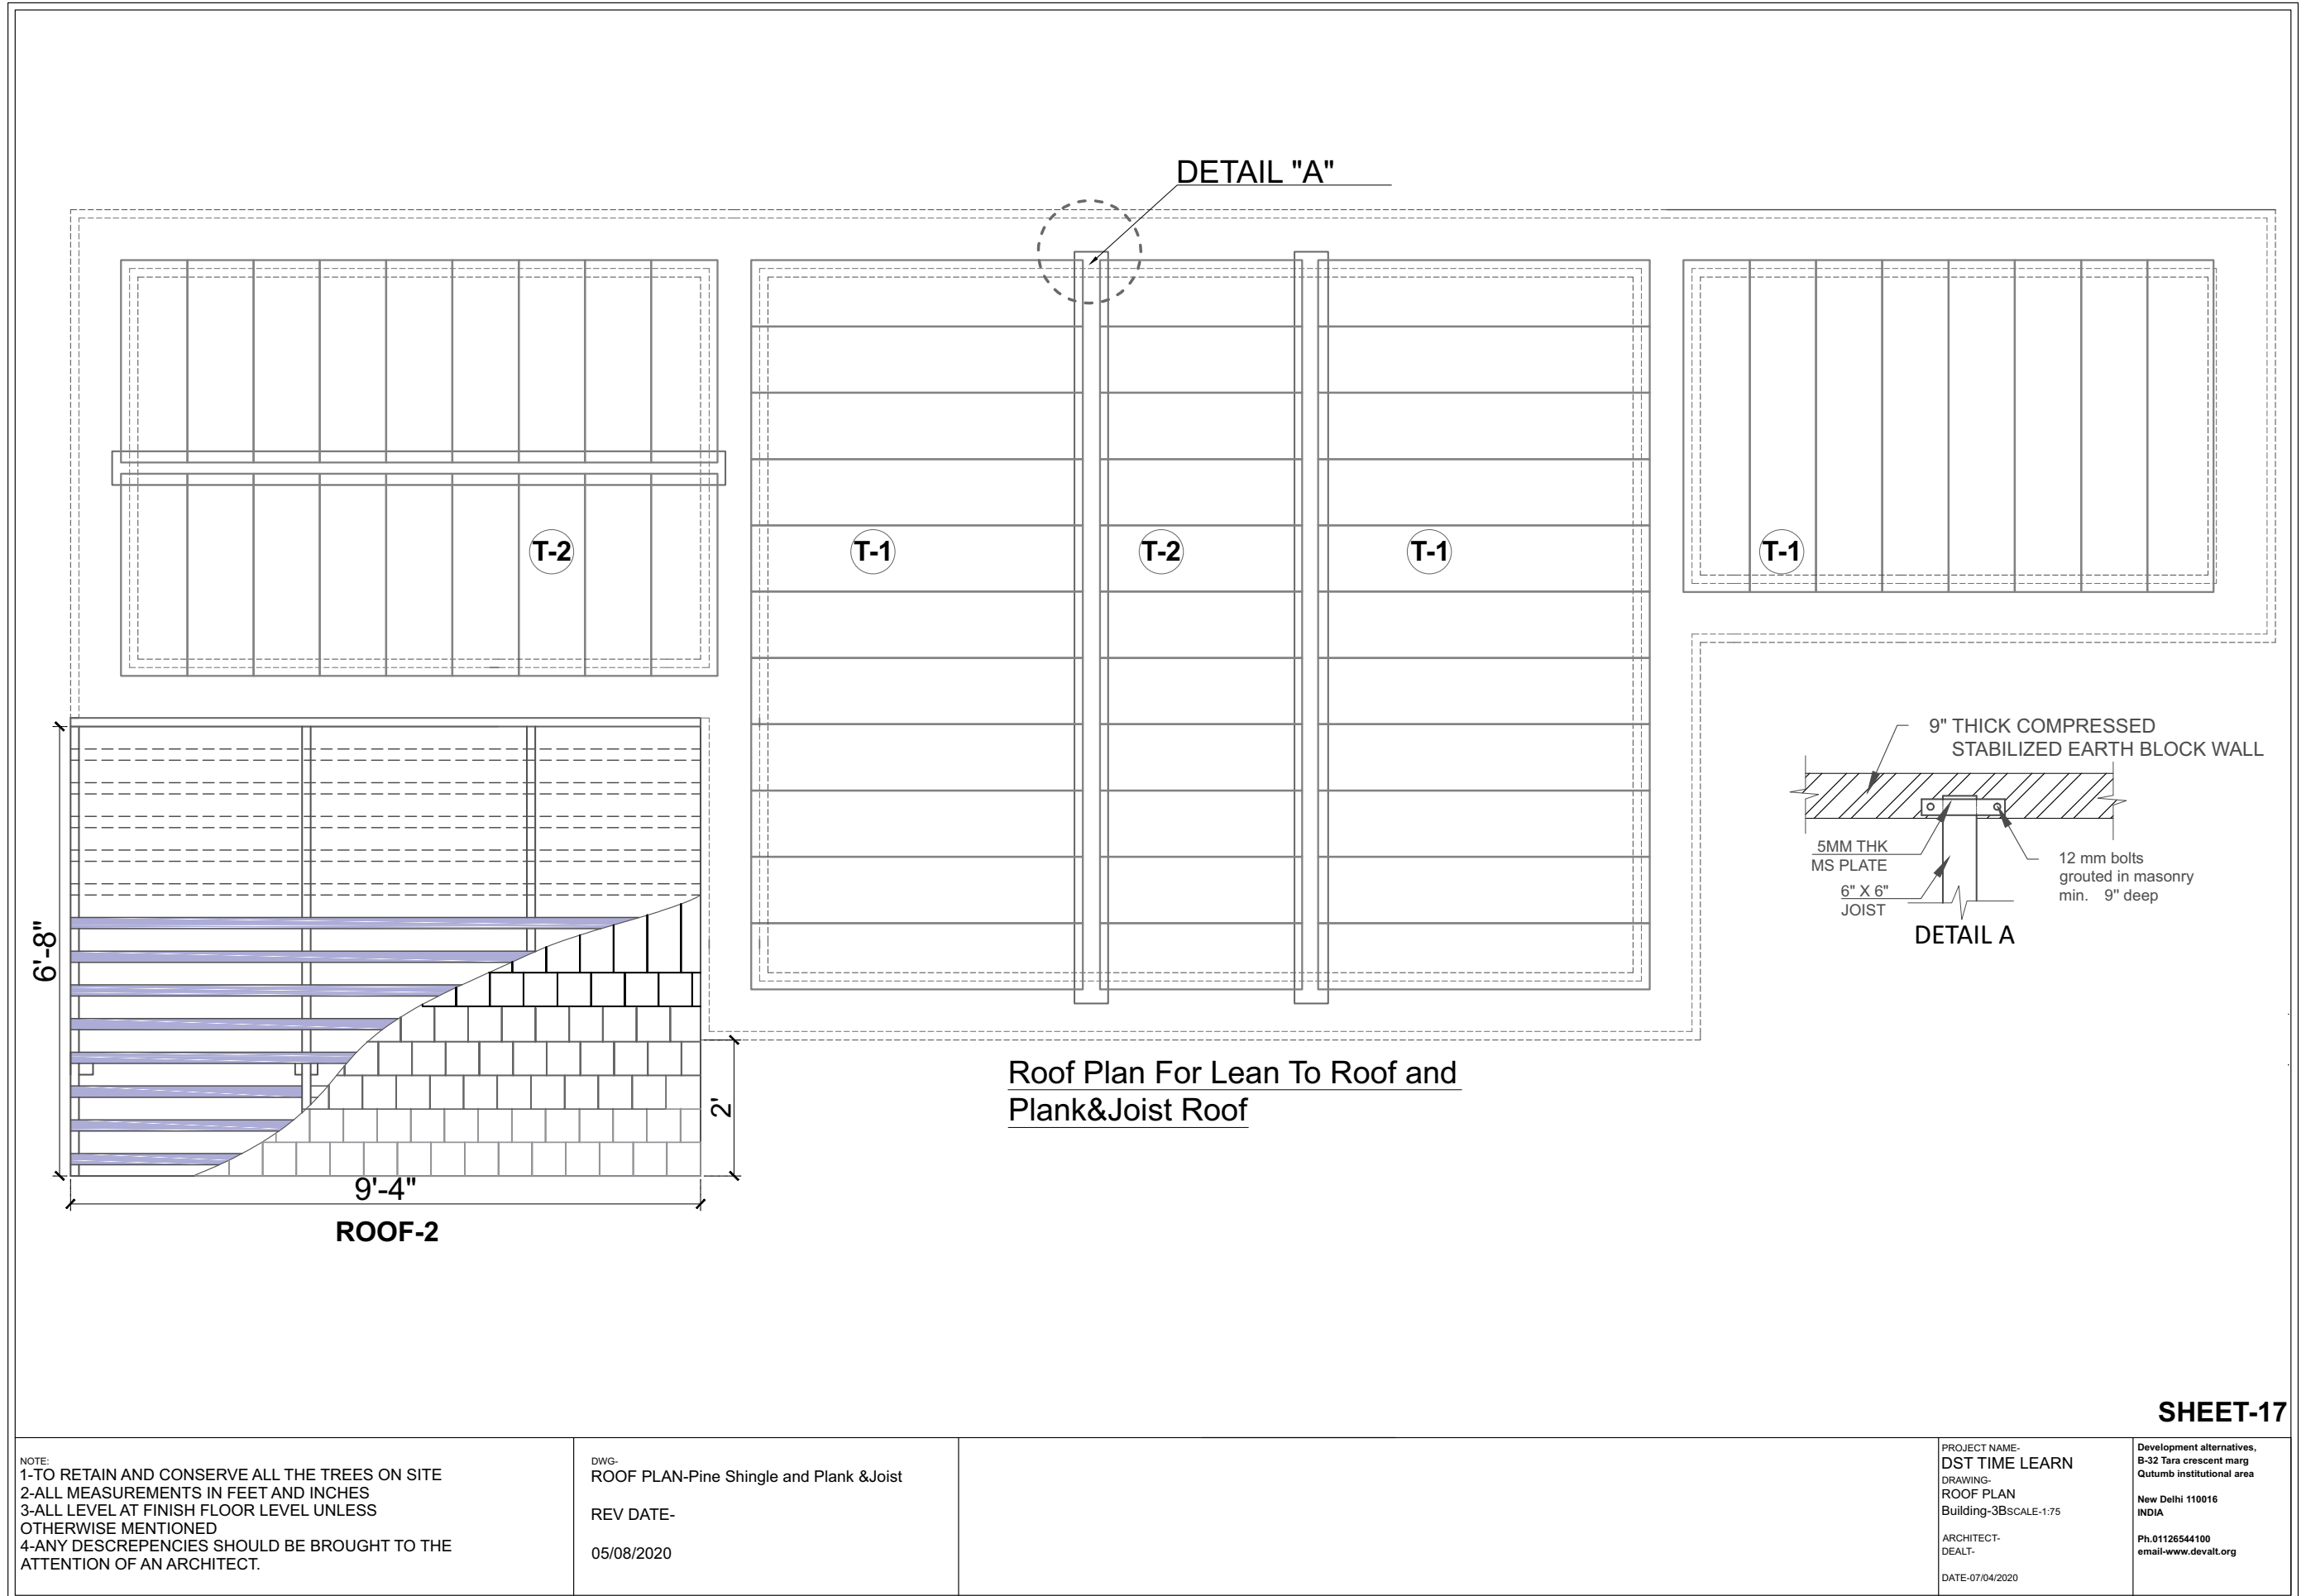 DETAIL "A"
T-2
T-1
T-2
T-1
T-1
9" THICK COMPRESSED
STABILIZED EARTH BLOCK WALL
5MM THK
MS PLATE
6" X 6"
JOIST
12 mm bolts
grouted in masonry
min. 9" deep
DETAIL A
6'-8"
2'
9'-4"
ROOF-2
Roof Plan For Lean To Roof and
Plank&Joist Roof
SHEET-17
NOTE:
1-TO RETAIN AND CONSERVE ALL THE TREES ON SITE
2-ALL MEASUREMENTS IN FEET AND INCHES
3-ALL LEVEL AT FINISH FLOOR LEVEL UNLESS
OTHERWISE MENTIONED
4-ANY DESCREPENCIES SHOULD BE BROUGHT TO THE
ATTENTION OF AN ARCHITECT.
DWG-
ROOF PLAN-Pine Shingle and Plank &Joist
REV DATE-
05/08/2020
PROJECT NAME-
DST TIME LEARN
DRAWING-
ROOF PLAN
Building-3BSCALE-1:75
ARCHITECT-
DEALT-
DATE-07/04/2020
Development alternatives,
B-32 Tara crescent marg
Qutumb institutional area
New Delhi 110016
INDIA
Ph.01126544100
email-www.devalt.org